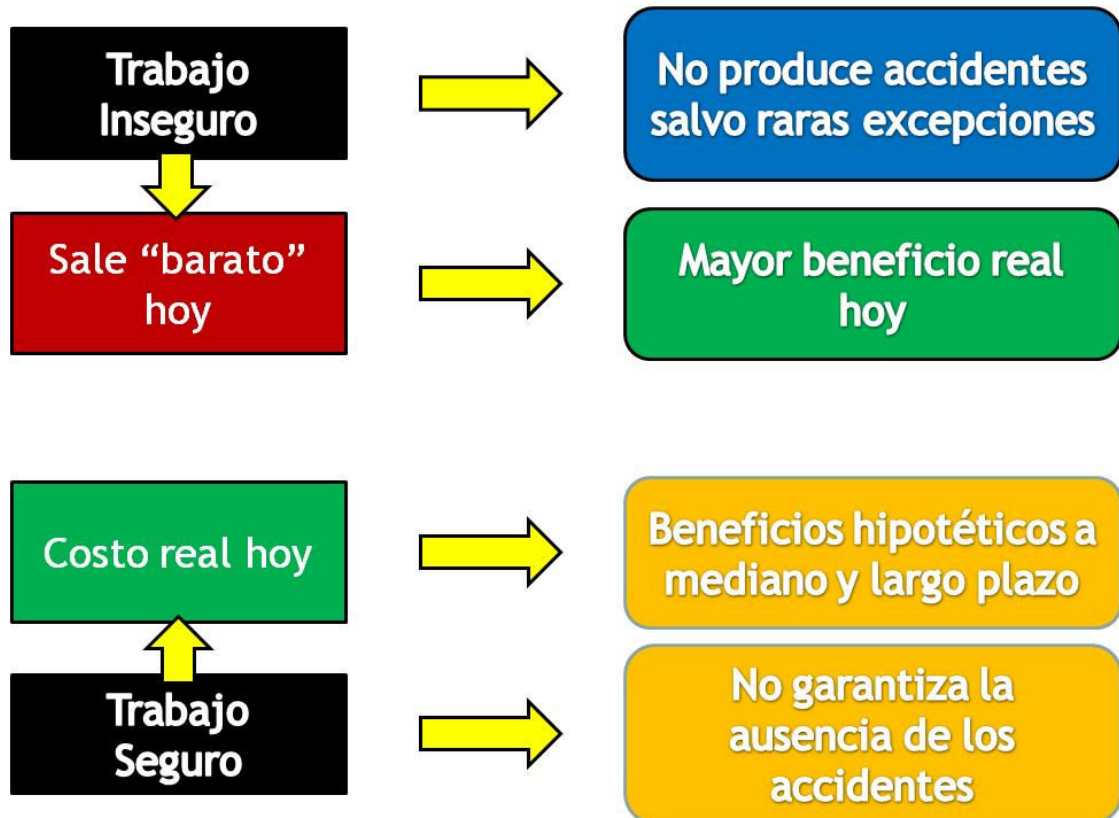 Trabajo
Inseguro
No produce accidentes
salvo raras excepciones
Sale “barato”
hoy
Mayor beneficio real
hoy
Costo real hoy
Beneficios hipotéticos a
mediano y largo plazo
Trabajo
Seguro
No garantiza la
ausencia de los
accidentes